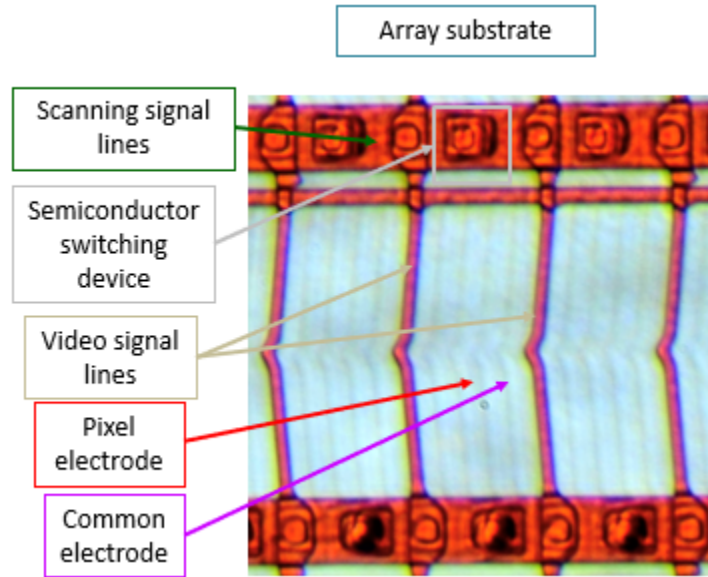 Array substrate
Scanning signal
lines
Semiconductor
switching
device
Video signal
lines
Pixel
electrode
Common
electrode